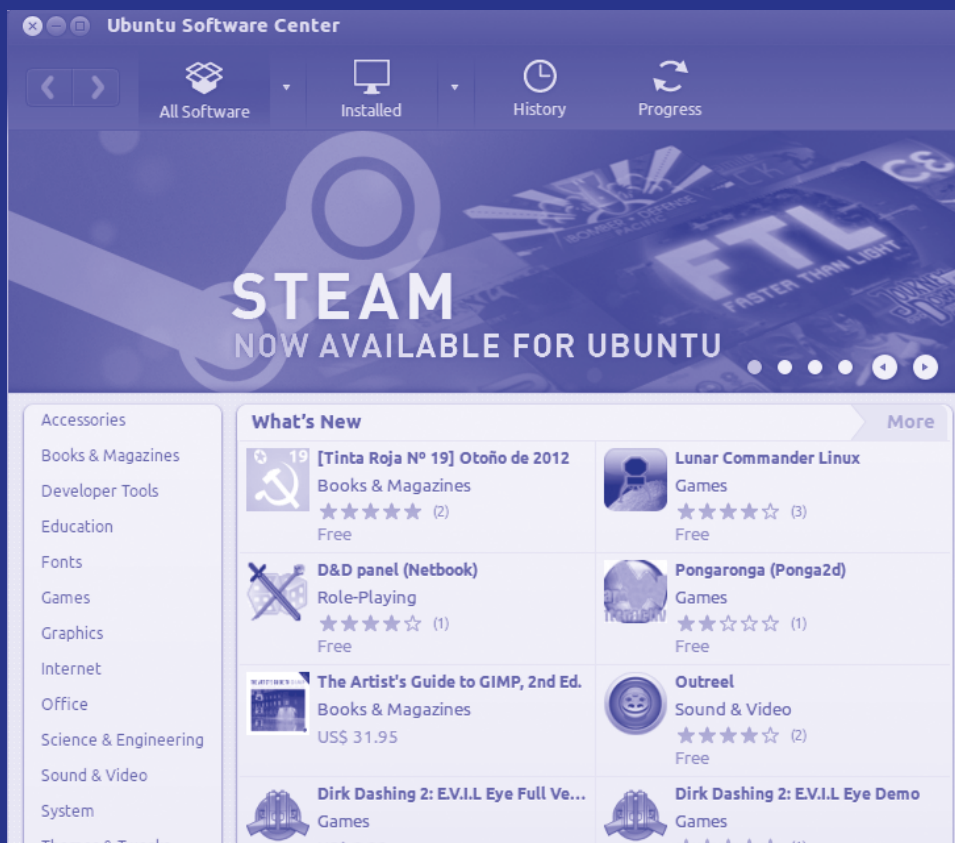 Ubuntu Software Center
All Software
Installed
History
Progress
BOMBER DEFENSE
PACIFIC
FTL
FASTER THAN LIGHT
STEAM
NOW AVAILABLE FOR UBUNTU
Accessories
Books & Magazines
Developer Tools
Education
Fonts
Games
Graphics
Internet
Office
Science & Engineering
Sound & Video
System
What's New
More
19
[Tinta Roja Nº 19] Otoño de 2012
Books & Magazines
(2)
Free
Lunar Commander Linux
Games
(3)
Free
D&D panel (Netbook)
Role-Playing
(1)
Free
Pongaronga (Ponga2d)
Games
(1)
Free
The Artist's Guide to GIMP, 2nd Ed.
Books & Magazines
US$ 31.95
Outreel
Sound & Video
(2)
Free
Dirk Dashing 2: E.V.I.L Eye Full Ve...
Games
Dirk Dashing 2: E.V.I.L Eye Demo
Games